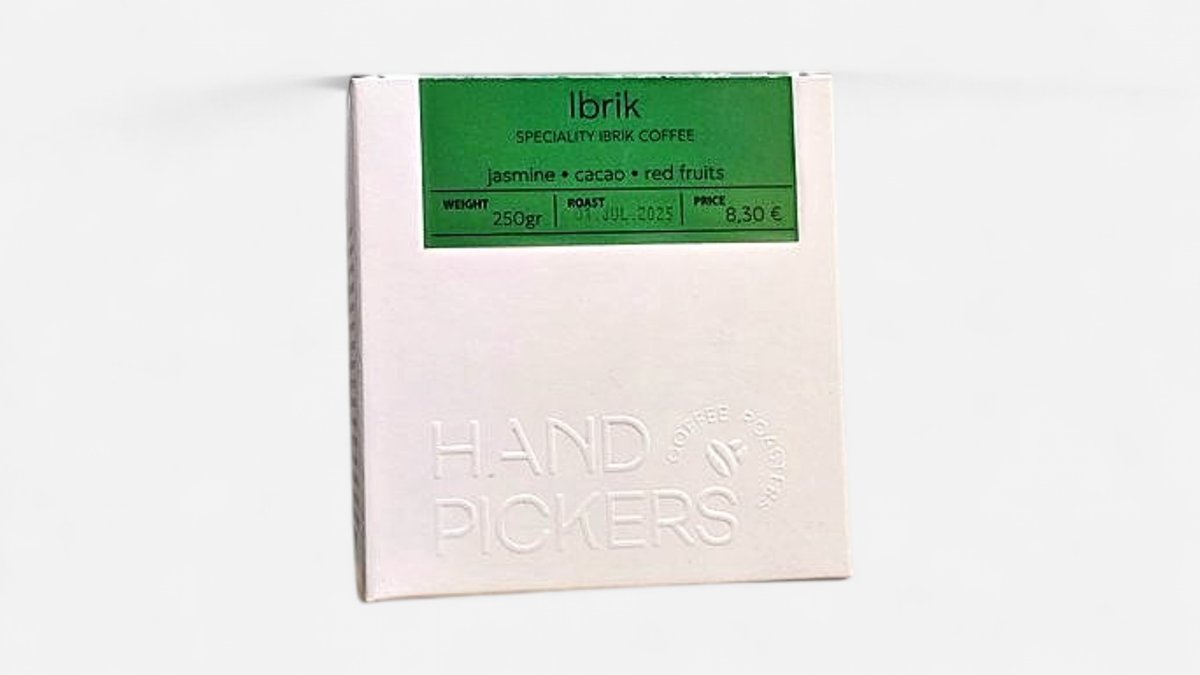 Ibrik
SPECIALITY IBRIK COFFEE
jasmine • cacao • red fruits
WEIGHT 250gr
ROAST 01.JUL.2025
PRICE 8,30 €
HAND
PICKERS
COFFEE ROASTERS